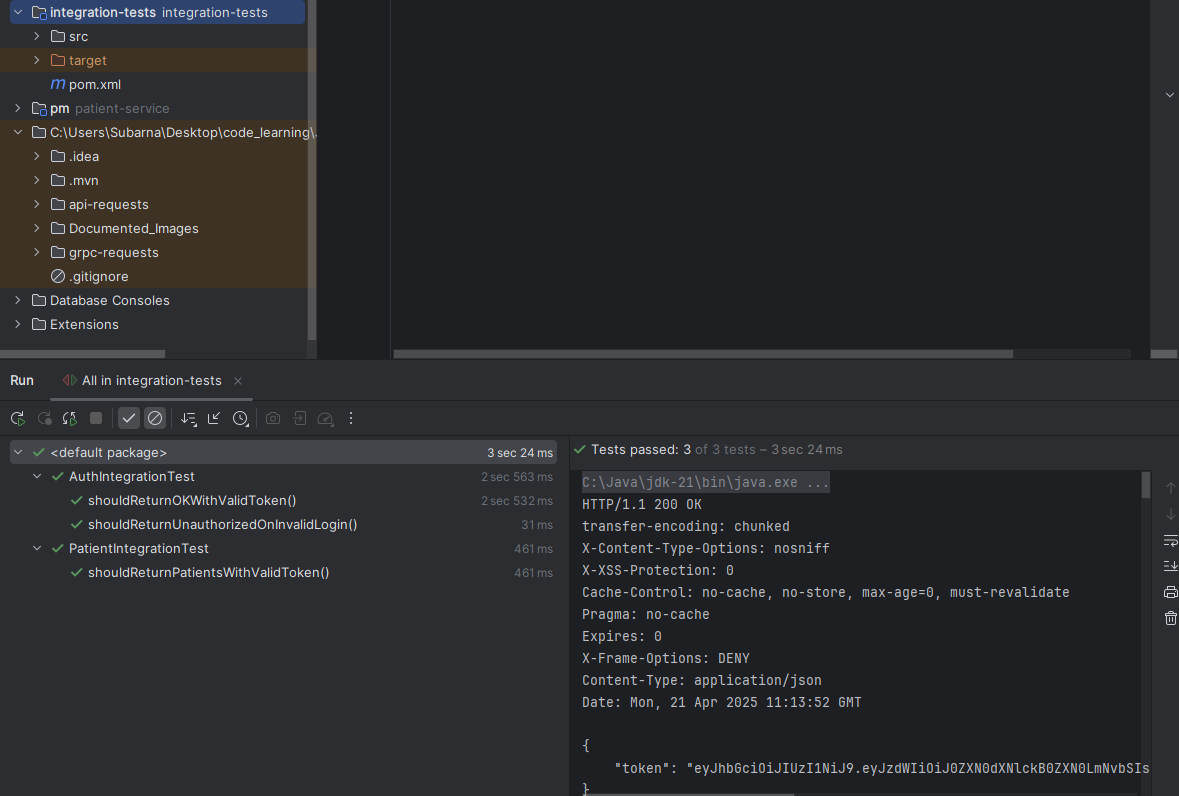 integration-tests integration-tests
src
target
m pom.xml
pm patient-service
C:\Users\Subarna\Desktop\code_learning\
.idea
.mvn
api-requests
Documented_Images
grpc-requests
.gitignore
Database Consoles
Extensions
Run All in integration-tests
<default package> 3 sec 24 ms
AuthIntegrationTest 2 sec 563 ms
shouldReturnOKWithValidToken() 2 sec 532 ms
shouldReturnUnauthorizedOnInvalidLogin() 31 ms
PatientIntegrationTest 461 ms
shouldReturnPatientsWithValidToken() 461 ms
Tests passed: 3 of 3 tests – 3 sec 24 ms
C:\Java\jdk-21\bin\java.exe ...
HTTP/1.1 200 OK
transfer-encoding: chunked
X-Content-Type-Options: nosniff
X-XSS-Protection: 0
Cache-Control: no-cache, no-store, max-age=0, must-revalidate
Pragma: no-cache
Expires: 0
X-Frame-Options: DENY
Content-Type: application/json
Date: Mon, 21 Apr 2025 11:13:52 GMT
{
"token": "eyJhbGciOiJIUzI1NiJ9.eyJzdWIiOiJ0ZXN0dXNlckB0ZXN0LmNvbSIs
}